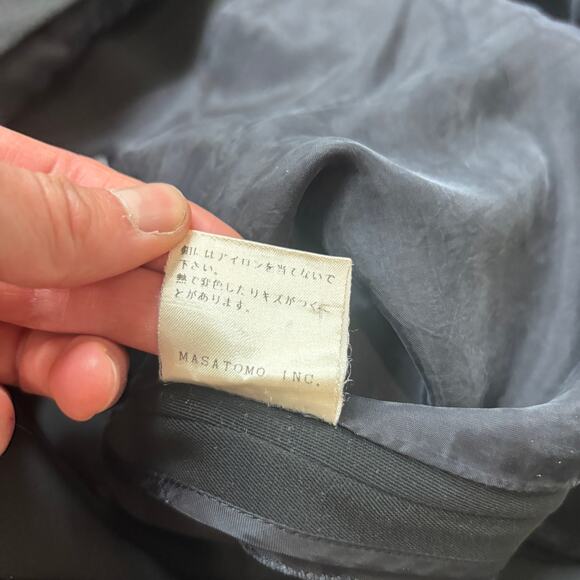 釦にはアイロンを当てないで
下さい。
熱で変色したりキズがつくこ
とがあります。
MASATOMO INC.